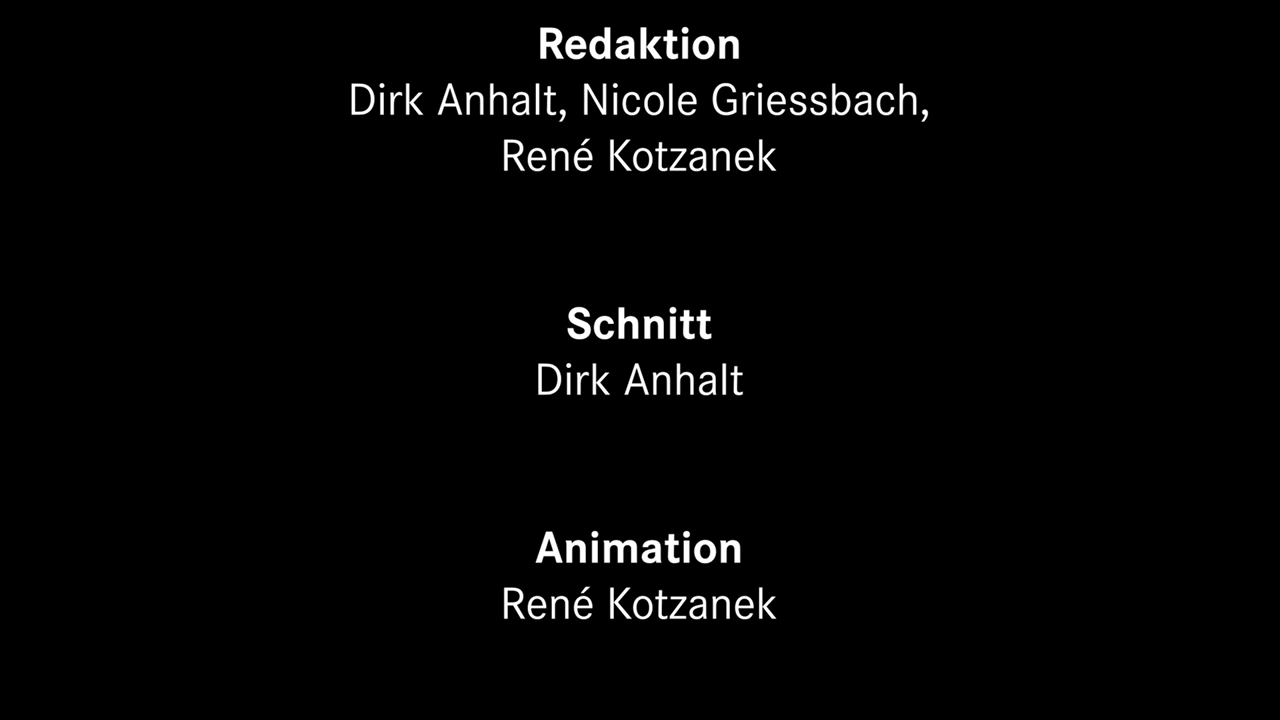 Redaktion
Dirk Anhalt, Nicole Griessbach,
René Kotzanek
Schnitt
Dirk Anhalt
Animation
René Kotzanek